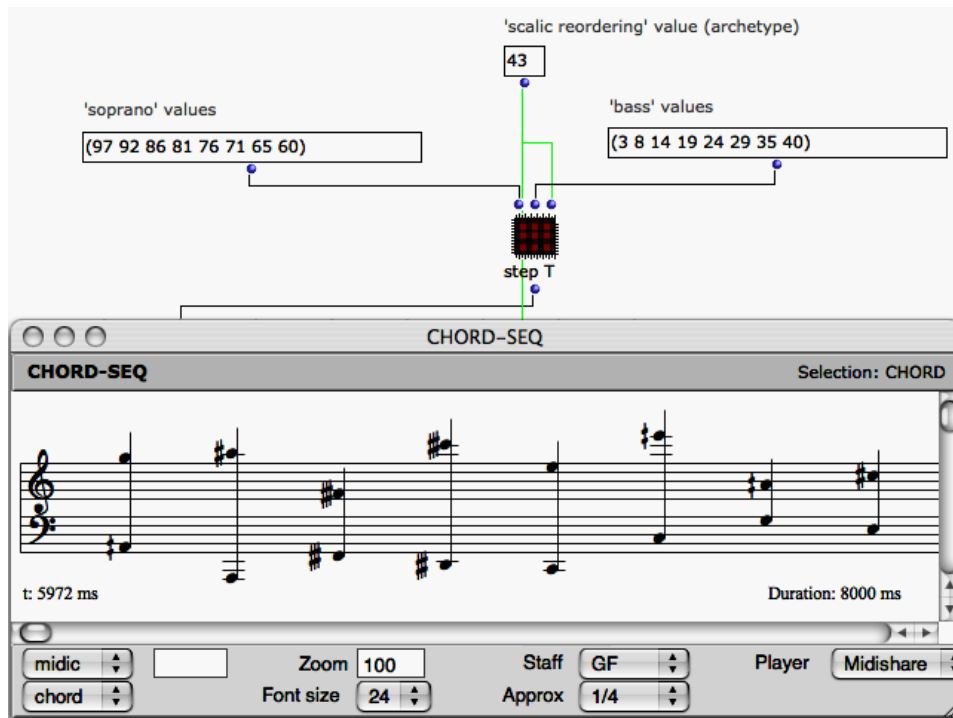 'scalic reordering' value (archetype)
43
'soprano' values
'bass' values
(97 92 86 81 76 71 65 60)
(3 8 14 19 24 29 35 40)
step T
CHORD-SEQ
CHORD-SEQ
Selection: CHORD
t: 5972 ms
Duration: 8000 ms
midic
Zoom
100
Staff
GF
Player
Midishare
chord
Font size
24
Approx
1/4